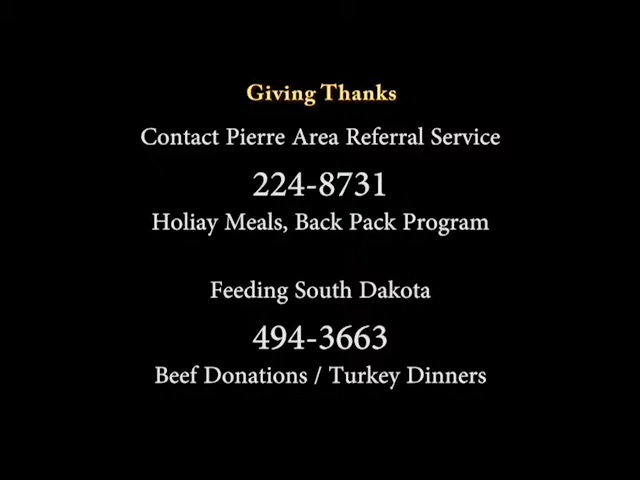 Giving Thanks
Contact Pierre Area Referral Service
224-8731
Holiay Meals, Back Pack Program
Feeding South Dakota
494-3663
Beef Donations / Turkey Dinners